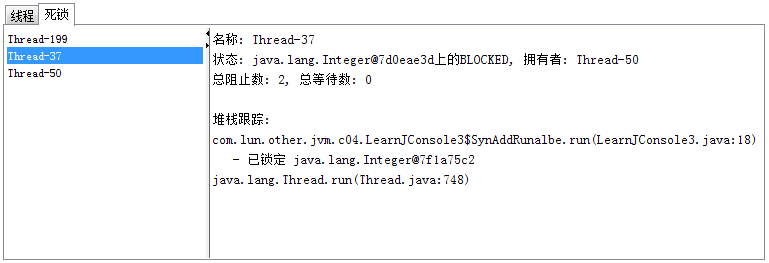 线程 死锁
Thread-199
Thread-37
Thread-50
名称: Thread-37
状态: java.lang.Integer@7d0eae3d上的BLOCKED, 拥有者: Thread-50
总阻止数: 2, 总等待数: 0
堆栈跟踪:
com.lun.other.jvm.c04.LearnJConsole3$SynAddRunalbe.run(LearnJConsole3.java:18)
- 已锁定 java.lang.Integer@7f1a75c2
java.lang.Thread.run(Thread.java:748)